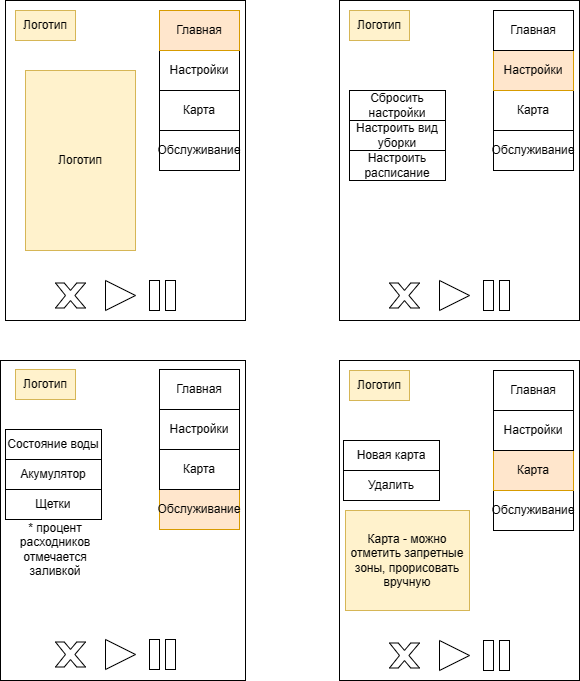 Логотип
Главная
Настройки
Карта
Обслуживание
Логотип
Логотип
Главная
Настройки
Карта
Обслуживание
Сбросить
настройки
Настроить вид
уборки
Настроить
расписание
Логотип
Главная
Настройки
Карта
Обслуживание
Состояние воды
Акумулятор
Щетки
* процент
расходников
отмечается
заливкой
Логотип
Главная
Настройки
Карта
Обслуживание
Новая карта
Удалить
Карта - можно
отметить запретные
зоны, прорисовать
вручную